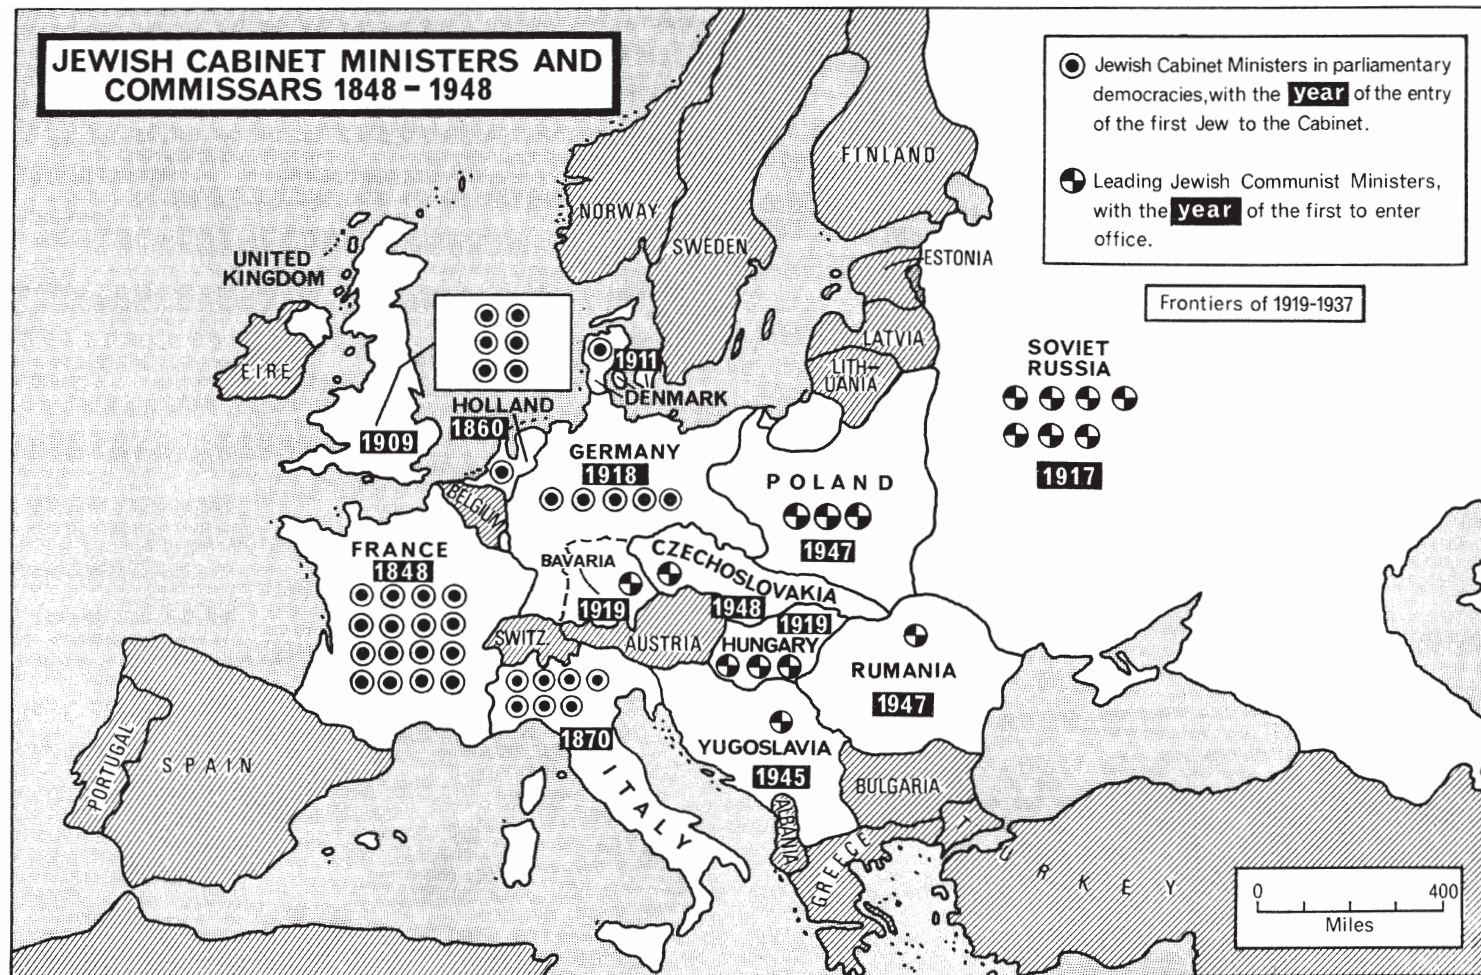 JEWISH CABINET MINISTERS AND
COMMISSARS 1848 – 1948
Jewish Cabinet Ministers in parliamentary
democracies, with the year of the entry
of the first Jew to the Cabinet.
Leading Jewish Communist Ministers,
with the year of the first to enter
office.
Frontiers of 1919-1937
FINLAND
NORWAY
SWEDEN
ESTONIA
LATVIA
LITH-
UANIA
UNITED
KINGDOM
EIRE
1909
1911
DENMARK
HOLLAND
1860
SOVIET
RUSSIA
1917
GERMANY
1918
POLAND
1947
BELGIUM
FRANCE
1848
BAVARIA
1919
CZECHOSLOVAKIA
1948
1919
HUNGARY
SWITZ.
AUSTRIA
RUMANIA
1947
1870
ITALY
YUGOSLAVIA
1945
PORTUGAL
SPAIN
BULGARIA
ALBANIA
GREECE
TURKEY
0 400
Miles